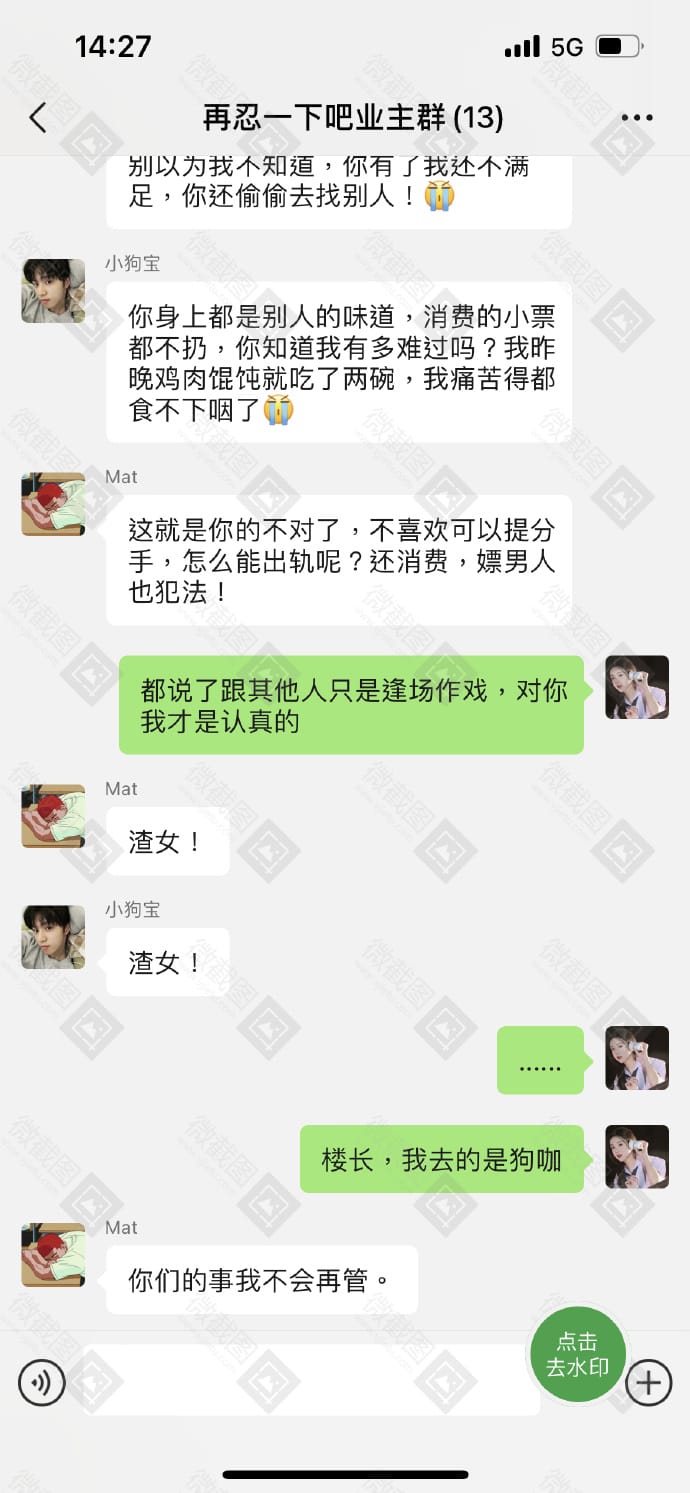 14:27
5G
再忍一下吧业主群(13)
别以为我不知道，你有了我还不满
足，你还偷偷去找别人！😭
小狗宝
你身上都是别人的味道，消费的小票
都不扔，你知道我有多难过吗？我昨
晚鸡肉馄饨就吃了两碗，我痛苦得都
食不下咽了😭
Mat
这就是你的不对了，不喜欢可以提分
手，怎么能出轨呢？还消费，嫖男人
也犯法！
都说了跟其他人只是逢场作戏，对你
我才是认真的
Mat
渣女！
小狗宝
渣女！
......
楼长，我去的是狗咖
Mat
你们的事我不会再管。
点击
去水印
微截图